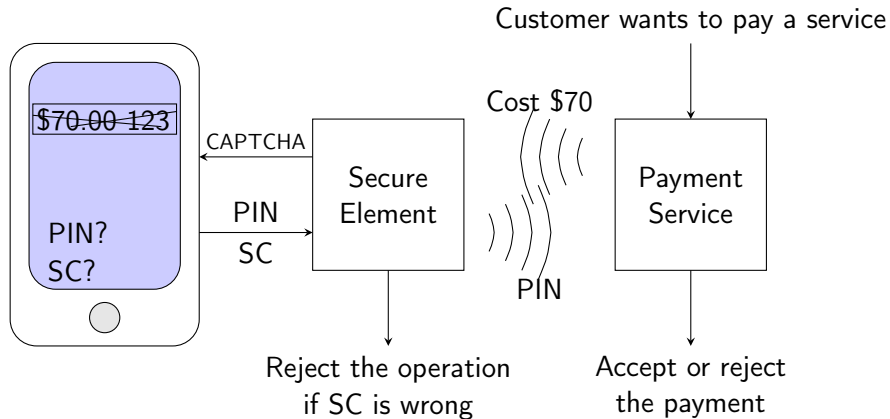 Customer wants to pay a service
Cost $70
$70.00 123
CAPTCHA
Secure
Element
Payment
Service
PIN
SC
PIN?
SC?
PIN
Reject the operation
if SC is wrong
Accept or reject
the payment